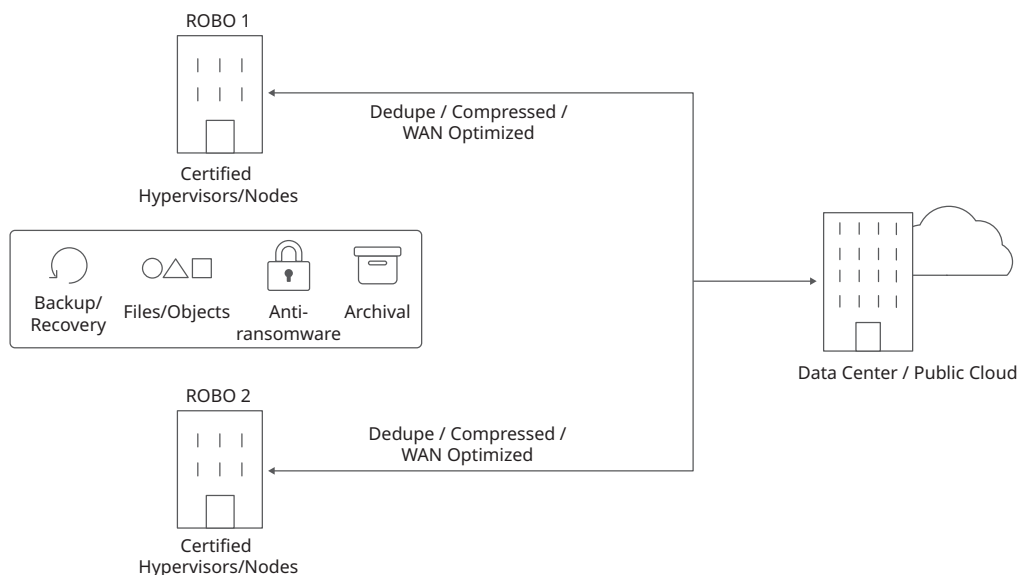 ROBO 1
Dedupe / Compressed /
WAN Optimized
Certified
Hypervisors/Nodes
Backup/
Recovery
Files/Objects
Anti-
ransomware
Archival
Data Center / Public Cloud
ROBO 2
Dedupe / Compressed /
WAN Optimized
Certified
Hypervisors/Nodes